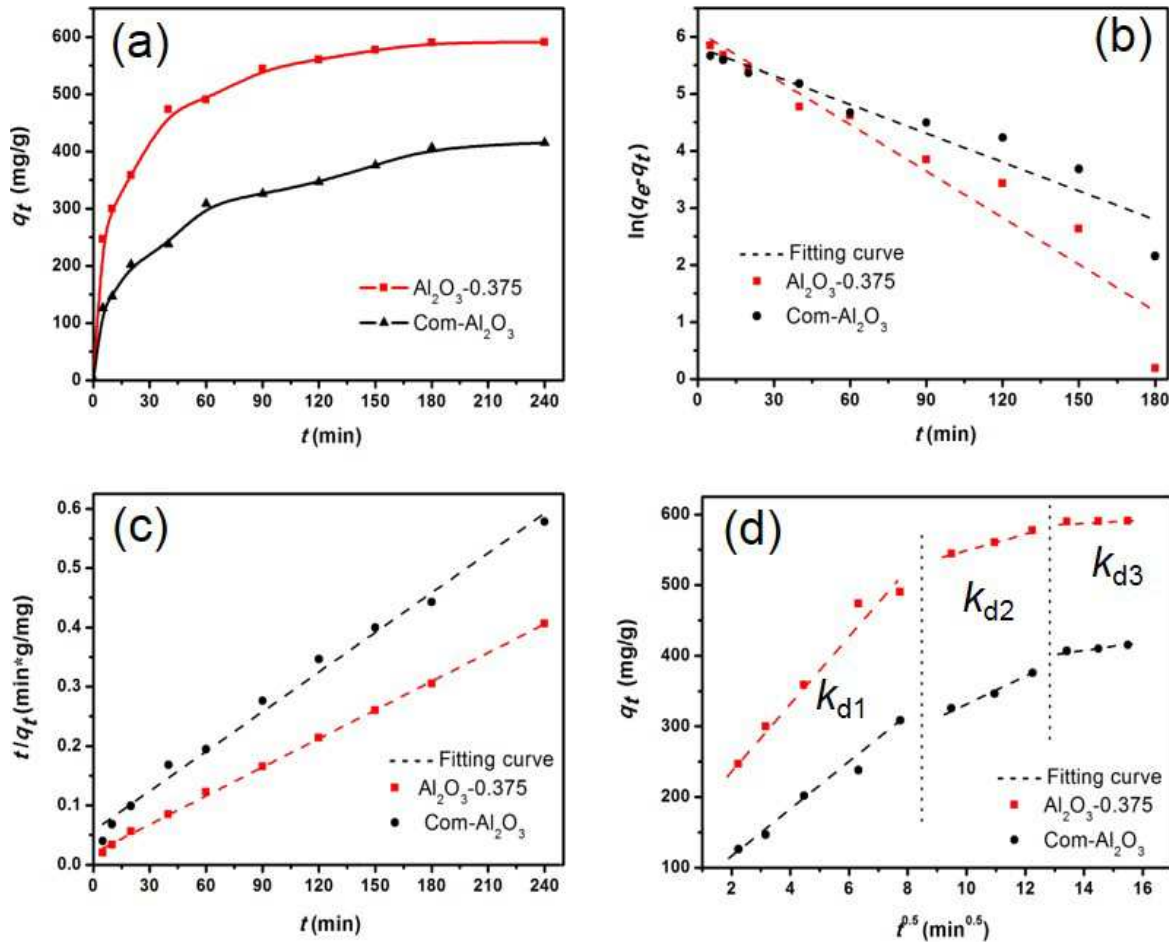 (a)
600
500
400
300
200
100
0
qt (mg/g)
Al2O3-0.375
Com-Al2O3
0 30 60 90 120 150 180 210 240
t (min)
(b)
7
6
5
4
3
2
1
0
ln(qe-qt)
Fitting curve
Al2O3-0.375
Com-Al2O3
0 30 60 90 120 150 180
t (min)
(c)
0.6
0.5
0.4
0.3
0.2
0.1
0.0
t/qt (min*g/mg)
Fitting curve
Al2O3-0.375
Com-Al2O3
0 30 60 90 120 150 180 210 240
t (min)
(d)
600
500
400
300
200
100
qt (mg/g)
kd1
kd2
kd3
Fitting curve
Al2O3-0.375
Com-Al2O3
2 4 6 8 10 12 14 16
t0.5 (min0.5)